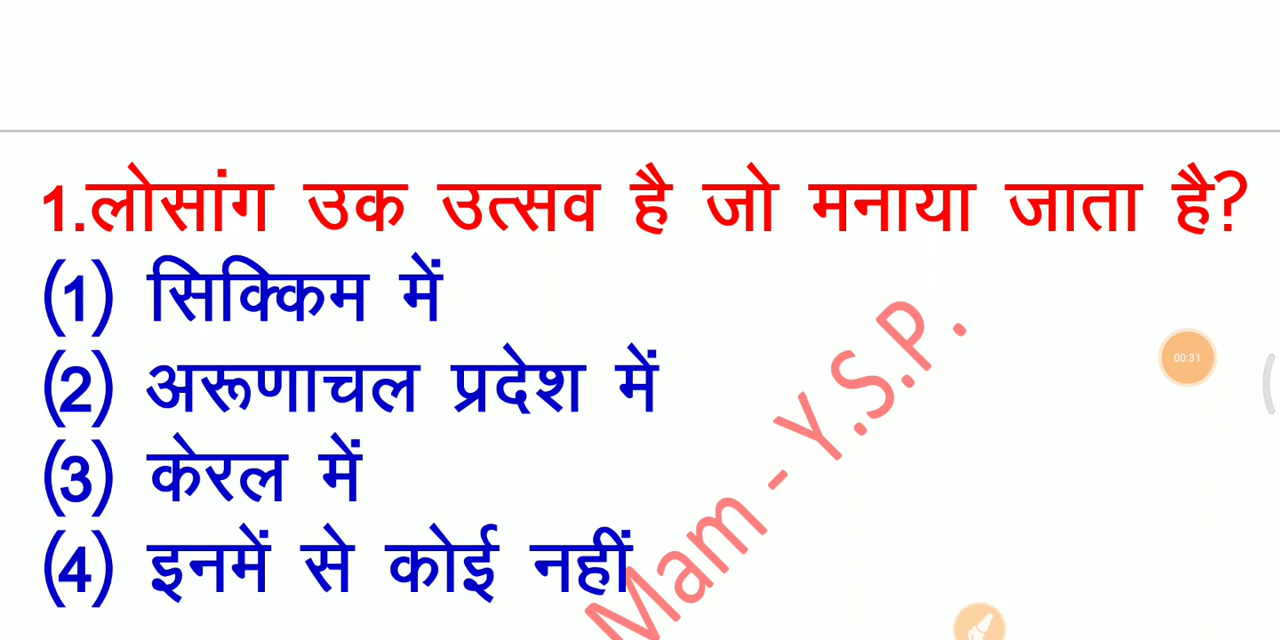 1.लोसांग उक उत्सव है जो मनाया जाता है?
(1) सिक्किम में
(2) अरूणाचल प्रदेश में
(3) केरल में
(4) इनमें से कोई नहीं
Mam - Y.S.P.
00:31